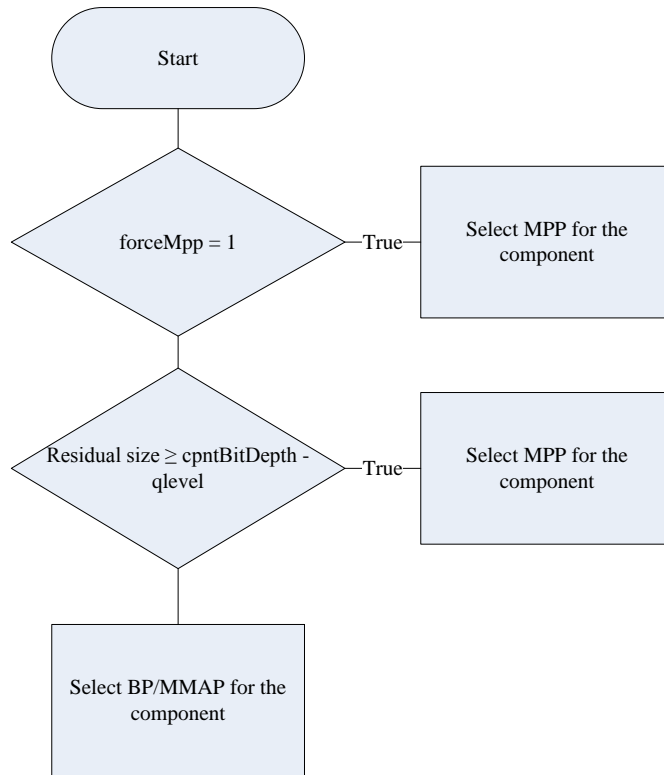 Start
forceMpp = 1
True
Select MPP for the
component
Residual size ≥ cpntBitDepth -
qlevel
True
Select MPP for the
component
Select BP/MMAP for the
component